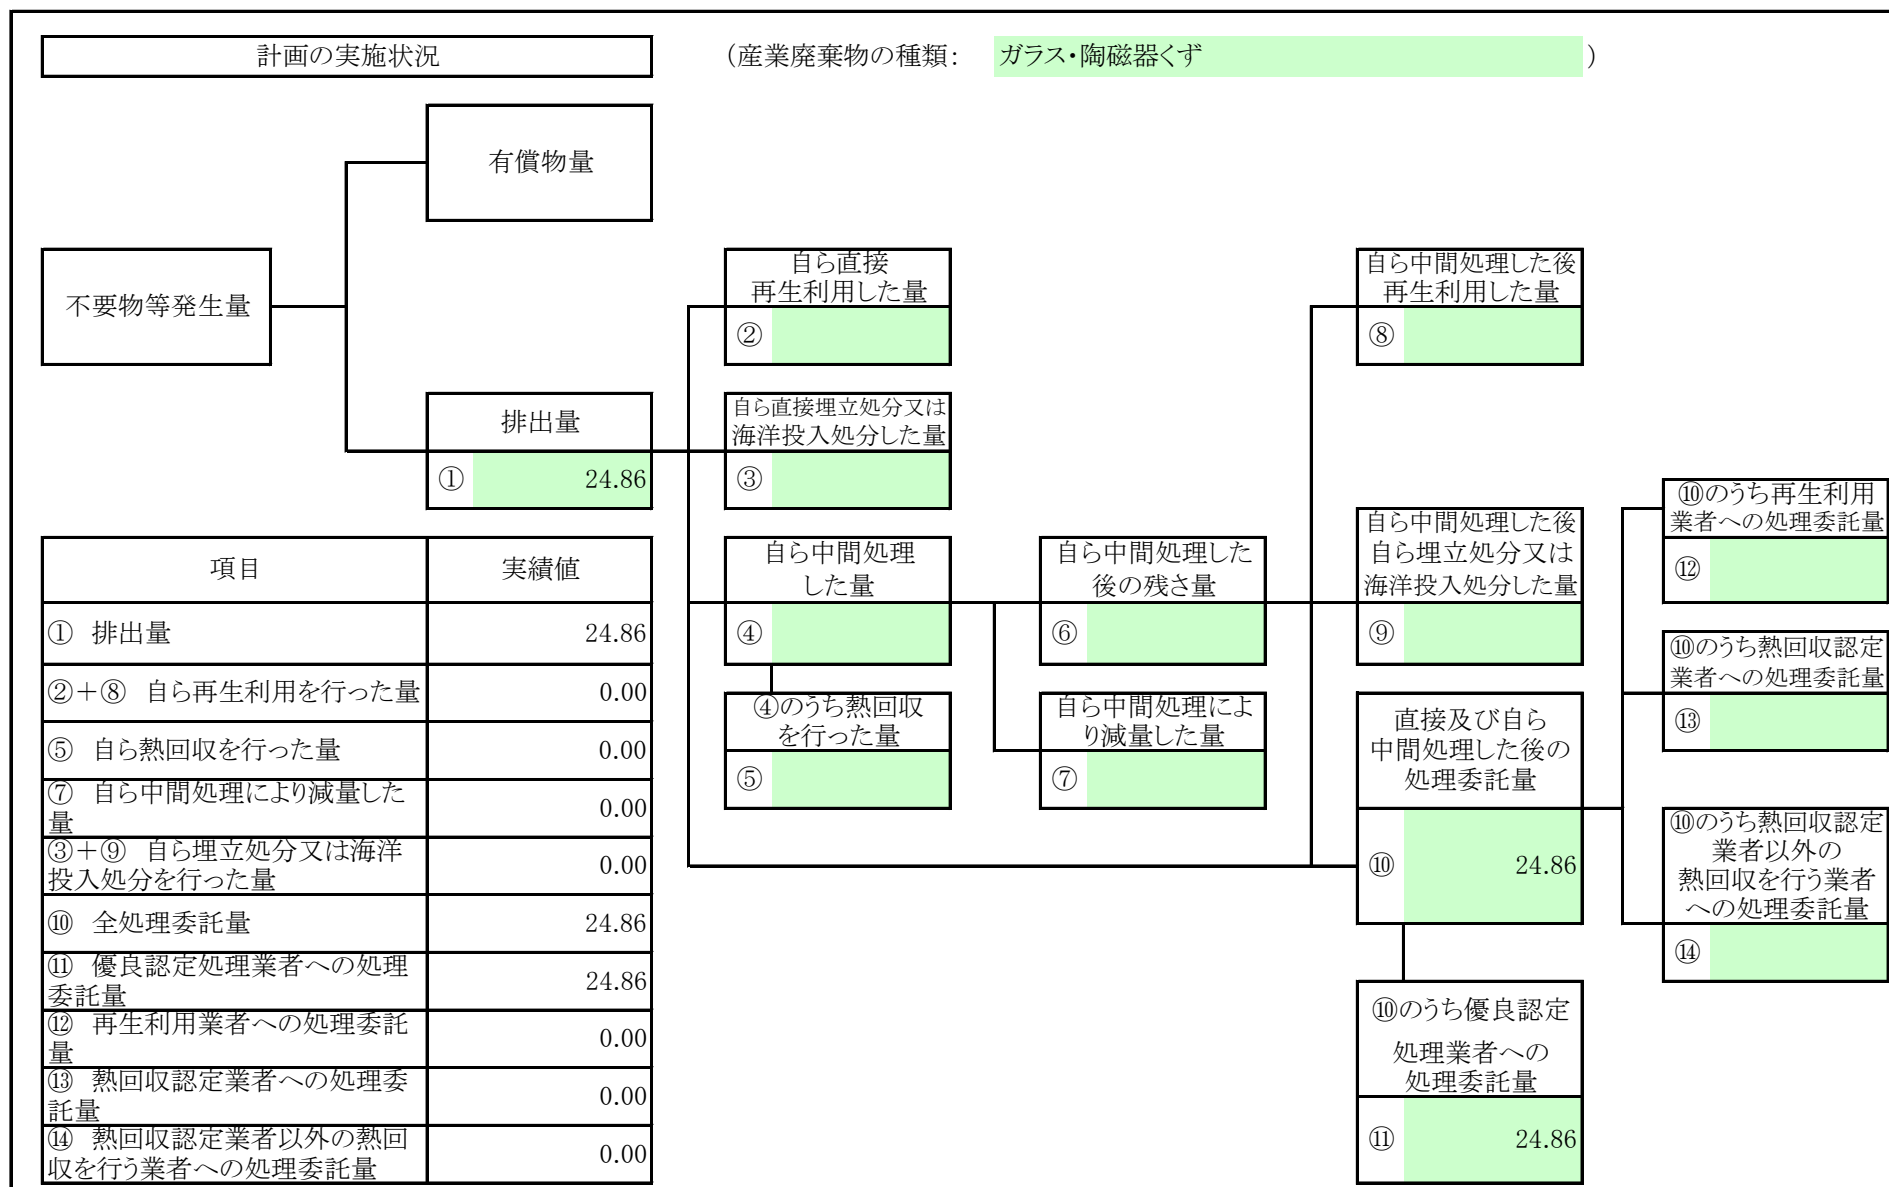 計画の実施状況
（産業廃棄物の種類： ガラス・陶磁器くず ）
有償物量
不要物等発生量
自ら直接
再生利用した量
②
自ら中間処理した後
再生利用した量
⑧
排出量
① 24.86
自ら直接埋立処分又は
海洋投入処分した量
③
自ら中間処理
した量
④
自ら中間処理した
後の残さ量
⑥
自ら中間処理した後
自ら埋立処分又は
海洋投入処分した量
⑨
⑩のうち再生利用
業者への処理委託量
⑫
⑩のうち熱回収認定
業者への処理委託量
⑬
④のうち熱回収
を行った量
⑤
自ら中間処理によ
り減量した量
⑦
直接及び自ら
中間処理した後の
処理委託量
⑩ 24.86
⑩のうち熱回収認定
業者以外の
熱回収を行う業者
への処理委託量
⑭
⑩のうち優良認定
処理業者への
処理委託量
⑪ 24.86
項目 実績値
① 排出量 24.86
②＋⑧ 自ら再生利用を行った量 0.00
⑤ 自ら熱回収を行った量 0.00
⑦ 自ら中間処理により減量した
量 0.00
③＋⑨ 自ら埋立処分又は海洋
投入処分を行った量 0.00
⑩ 全処理委託量 24.86
⑪ 優良認定処理業者への処理
委託量 24.86
⑫ 再生利用業者への処理委託
量 0.00
⑬ 熱回収認定業者への処理委
託量 0.00
⑭ 熱回収認定業者以外の熱回
収を行う業者への処理委託量 0.00